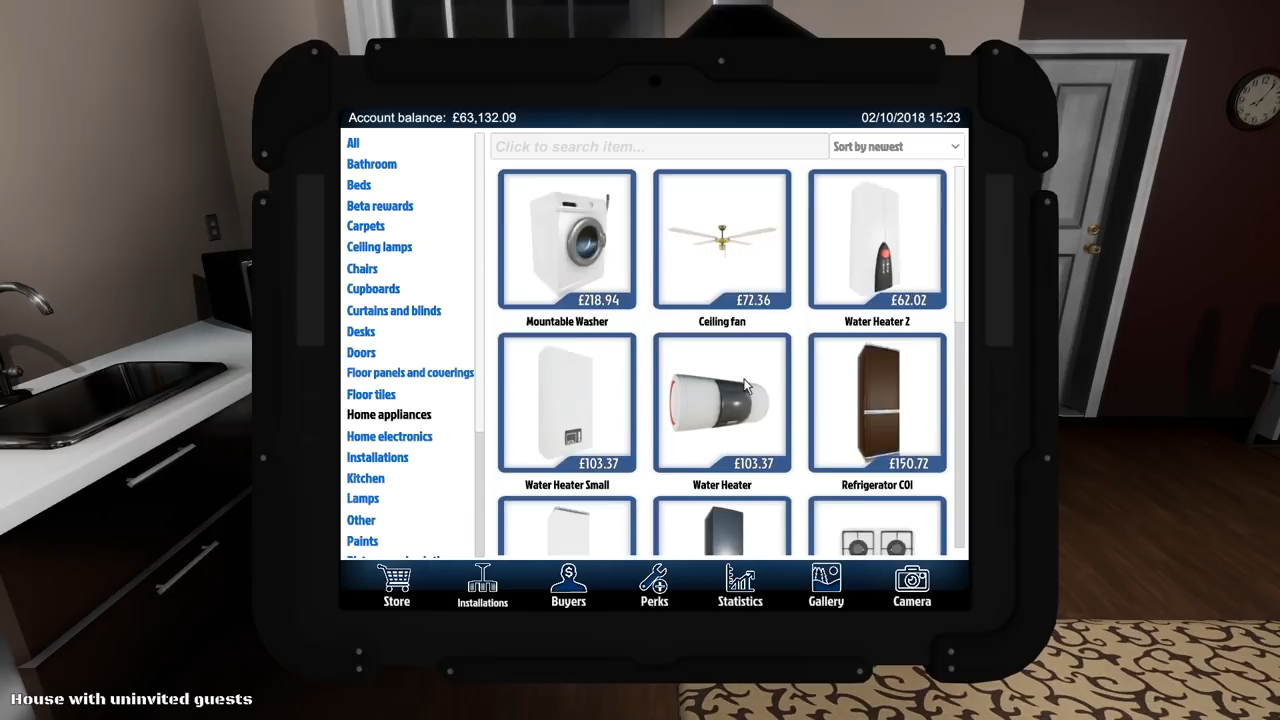 Account balance: £63,132.09
02/10/2018 15:23
All
Bathroom
Beds
Beta rewards
Carpets
Ceiling lamps
Chairs
Cupboards
Curtains and blinds
Desks
Doors
Floor panels and coverings
Floor tiles
Home appliances
Home electronics
Installations
Kitchen
Lamps
Other
Paints
Click to search item...
Sort by newest
£218.94
£72.36
£62.02
Mountable Washer
Ceiling fan
Water Heater 2
£103.37
£103.37
£150.72
Water Heater Small
Water Heater
Refrigerator C01
Store
Installations
Buyers
Perks
Statistics
Gallery
Camera
House with uninvited guests